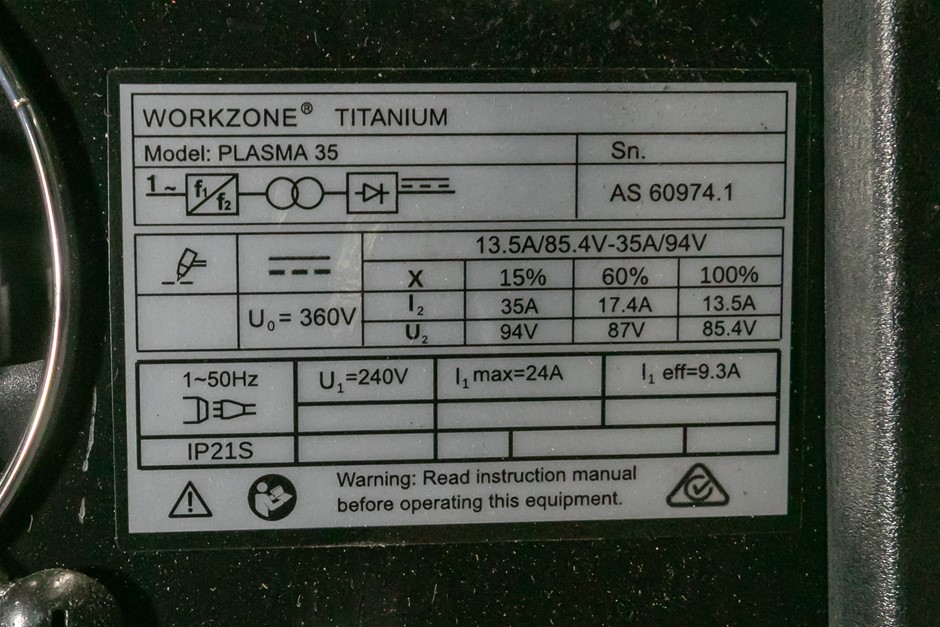 WORKZONE® TITANIUM
Model: PLASMA 35 Sn.
1~ f₁/f₂ AS 60974.1
13.5A/85.4V-35A/94V
X 15% 60% 100%
U₀= 360V I₂ 35A 17.4A 13.5A
U₂ 94V 87V 85.4V
1~50Hz U₁=240V I₁ max=24A I₁ eff=9.3A
IP21S
Warning: Read instruction manual
before operating this equipment.